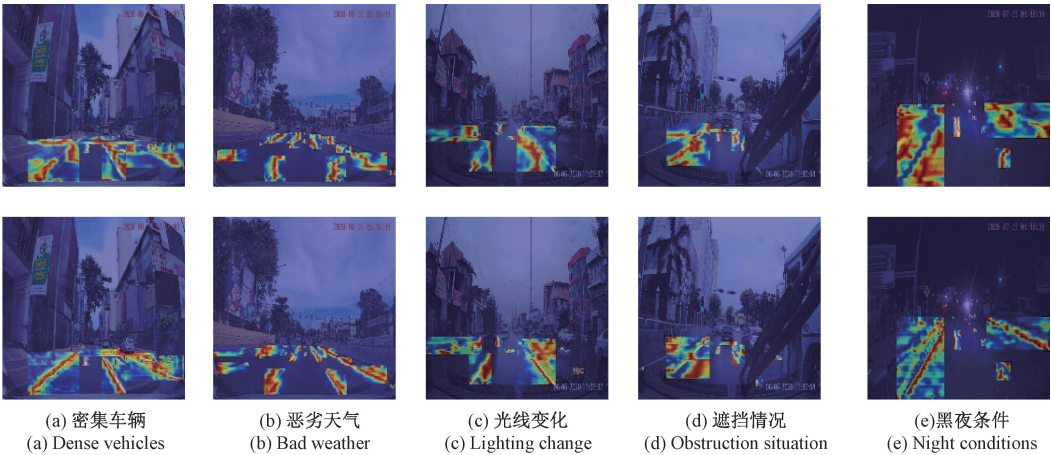 (a) 密集车辆
(b) 恶劣天气
(c) 光线变化
(d) 遮挡情况
(e)黑夜条件
(a) Dense vehicles
(b) Bad weather
(c) Lighting change
(d) Obstruction situation
(e) Night conditions